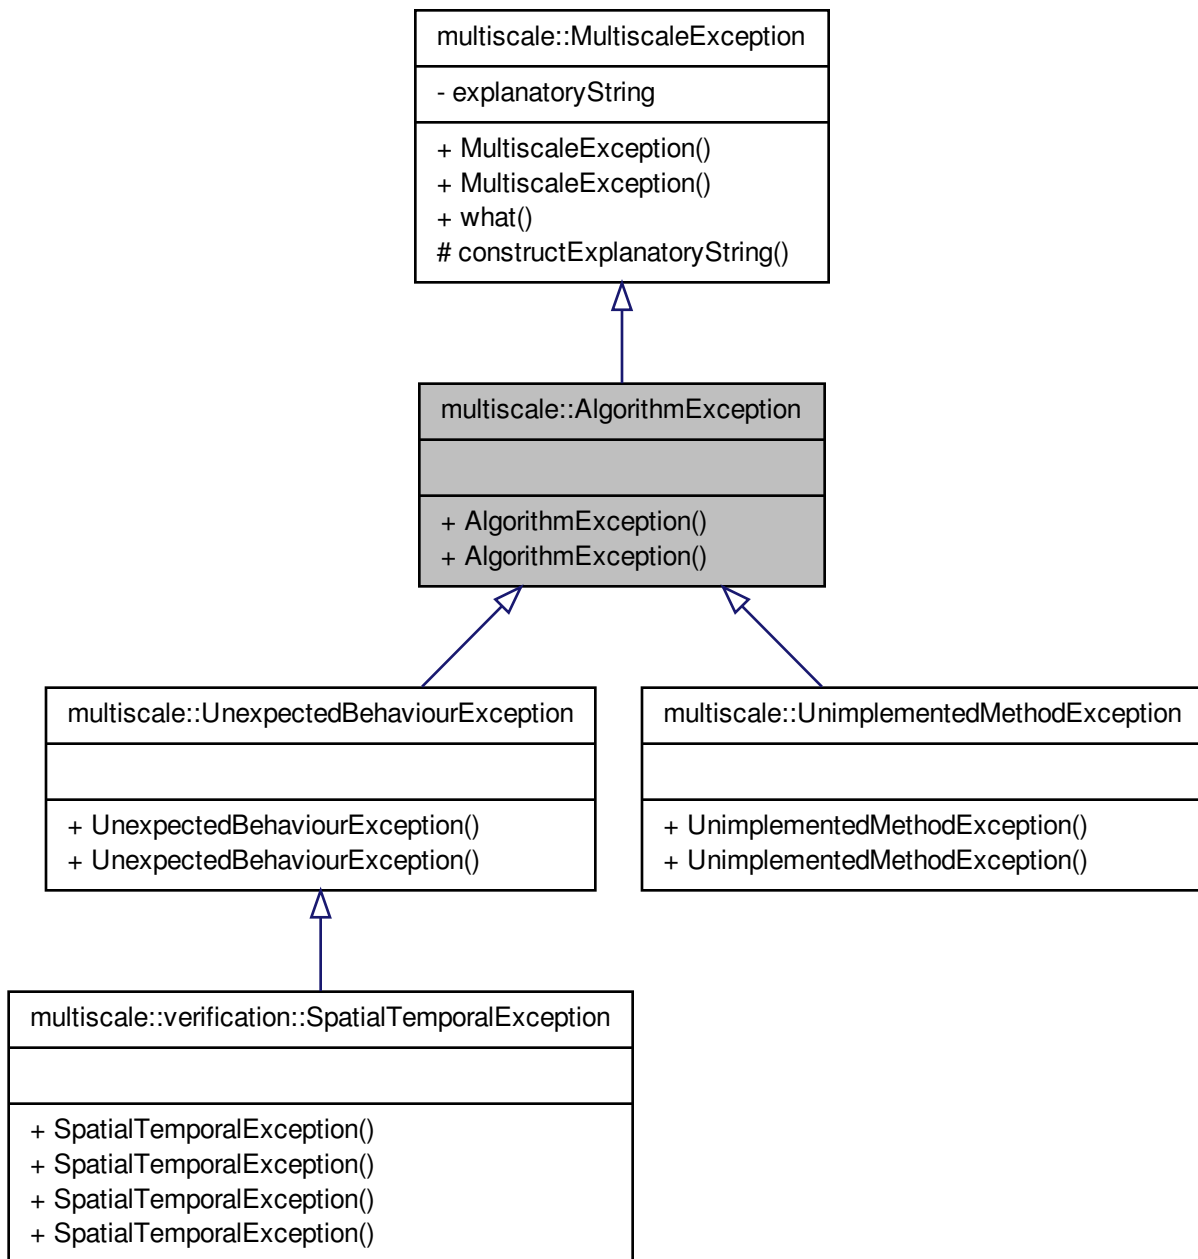 multiscale::MultiscaleException
- explanatoryString
+ MultiscaleException()
+ MultiscaleException()
+ what()
# constructExplanatoryString()
multiscale::AlgorithmException
+ AlgorithmException()
+ AlgorithmException()
multiscale::UnexpectedBehaviourException
+ UnexpectedBehaviourException()
+ UnexpectedBehaviourException()
multiscale::UnimplementedMethodException
+ UnimplementedMethodException()
+ UnimplementedMethodException()
multiscale::verification::SpatialTemporalException
+ SpatialTemporalException()
+ SpatialTemporalException()
+ SpatialTemporalException()
+ SpatialTemporalException()